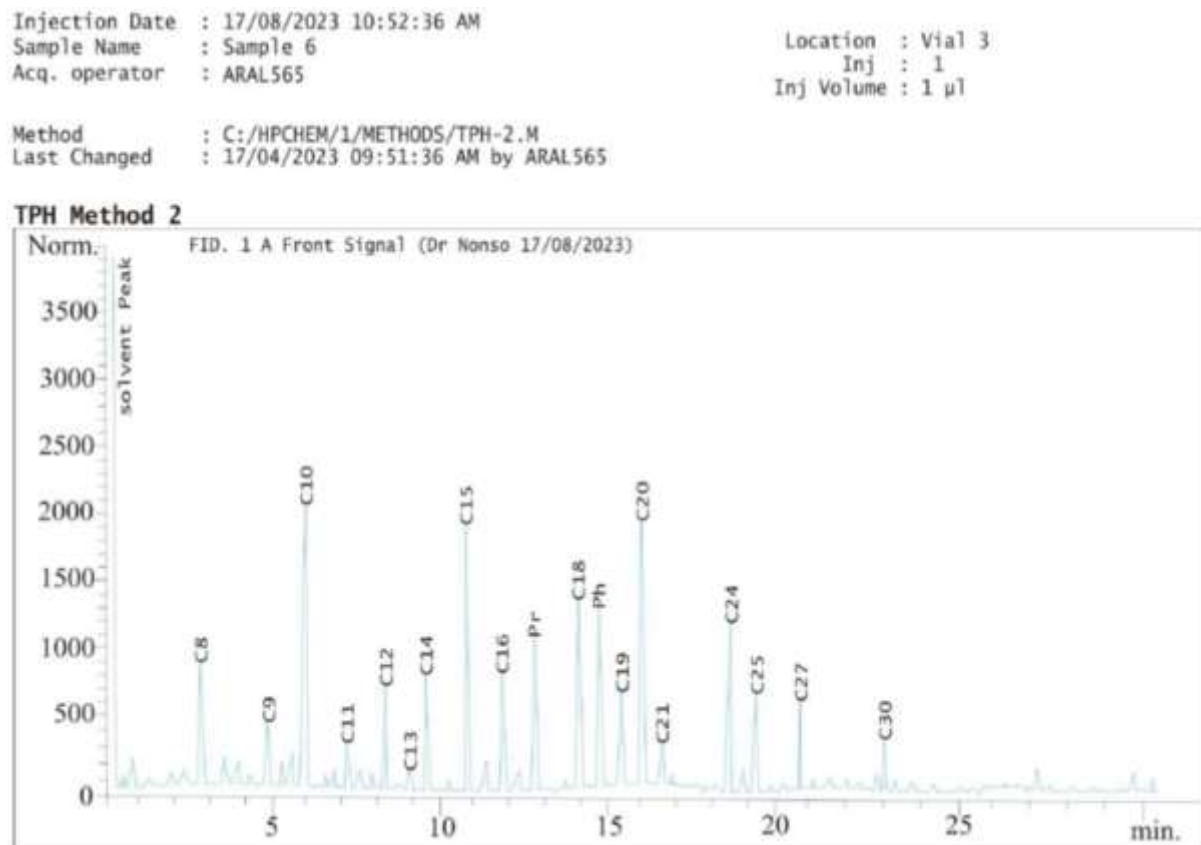 Injection Date : 17/08/2023 10:52:36 AM
Sample Name : Sample 6
Acq. operator : ARAL565
Location : Vial 3
Inj : 1
Inj Volume : 1 µl
Method : C:/HPCHEM/1/METHODS/TPH-2.M
Last Changed : 17/04/2023 09:51:36 AM by ARAL565
TPH Method 2
Norm.
FID. 1 A Front Signal (Dr Nonso 17/08/2023)
solvent Peak
3500
3000
2500
2000
1500
1000
500
0
C8
C9
C10
C11
C12
C13
C14
C15
C16
Pr
C18
Ph
C19
C20
C21
C24
C25
C27
C30
5
10
15
20
25
min.